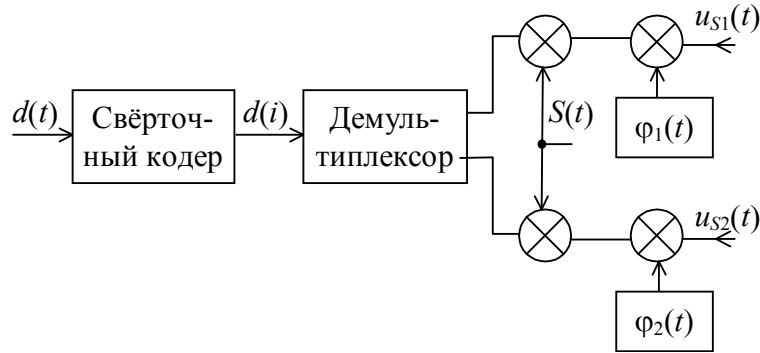 u_{S1}(t)
d(t)
Свёрточ-
ный кодер
d(i)
Демуль-
типлексор
S(t)
φ₁(t)
u_{S2}(t)
φ₂(t)